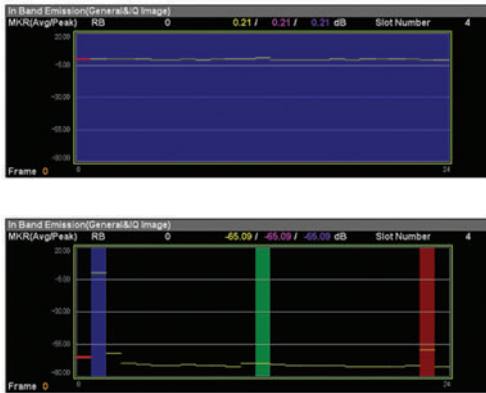 In Band Emission(General&IQ Image)
MKR(Avg/Peak) RB 0 0.21 / 0.21 / 0.21 dB Slot Number 4
20.00
-5.00
-30.00
-55.00
-80.00
Frame 0
0 24
In Band Emission(General&IQ Image)
MKR(Avg/Peak) RB 0 -65.09 / -65.09 / -65.09 dB Slot Number 4
20.00
-5.00
-30.00
-55.00
-80.00
Frame 0
0 24